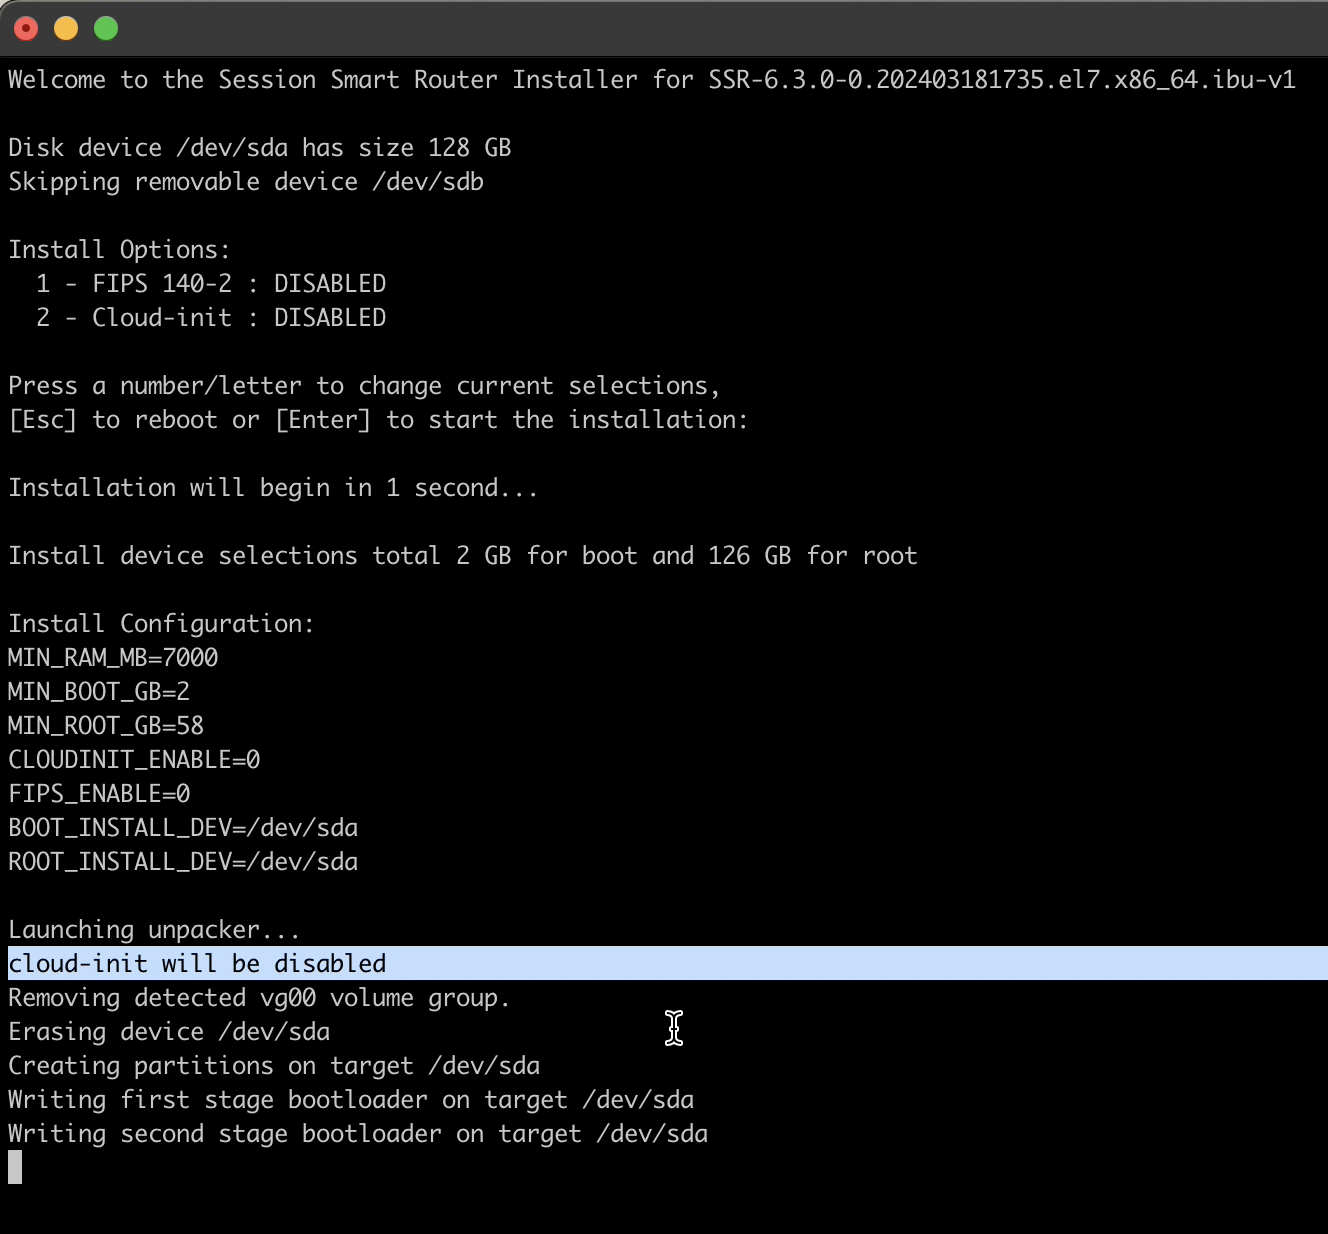 Welcome to the Session Smart Router Installer for SSR-6.3.0-0.202403181735.el7.x86_64.ibu-v1
Disk device /dev/sda has size 128 GB
Skipping removable device /dev/sdb
Install Options:
1 - FIPS 140-2 : DISABLED
2 - Cloud-init : DISABLED
Press a number/letter to change current selections,
[Esc] to reboot or [Enter] to start the installation:
Installation will begin in 1 second...
Install device selections total 2 GB for boot and 126 GB for root
Install Configuration:
MIN_RAM_MB=7000
MIN_BOOT_GB=2
MIN_ROOT_GB=58
CLOUDINIT_ENABLE=0
FIPS_ENABLE=0
BOOT_INSTALL_DEV=/dev/sda
ROOT_INSTALL_DEV=/dev/sda
Launching unpacker...
cloud-init will be disabled
Removing detected vg00 volume group.
Erasing device /dev/sda
Creating partitions on target /dev/sda
Writing first stage bootloader on target /dev/sda
Writing second stage bootloader on target /dev/sda